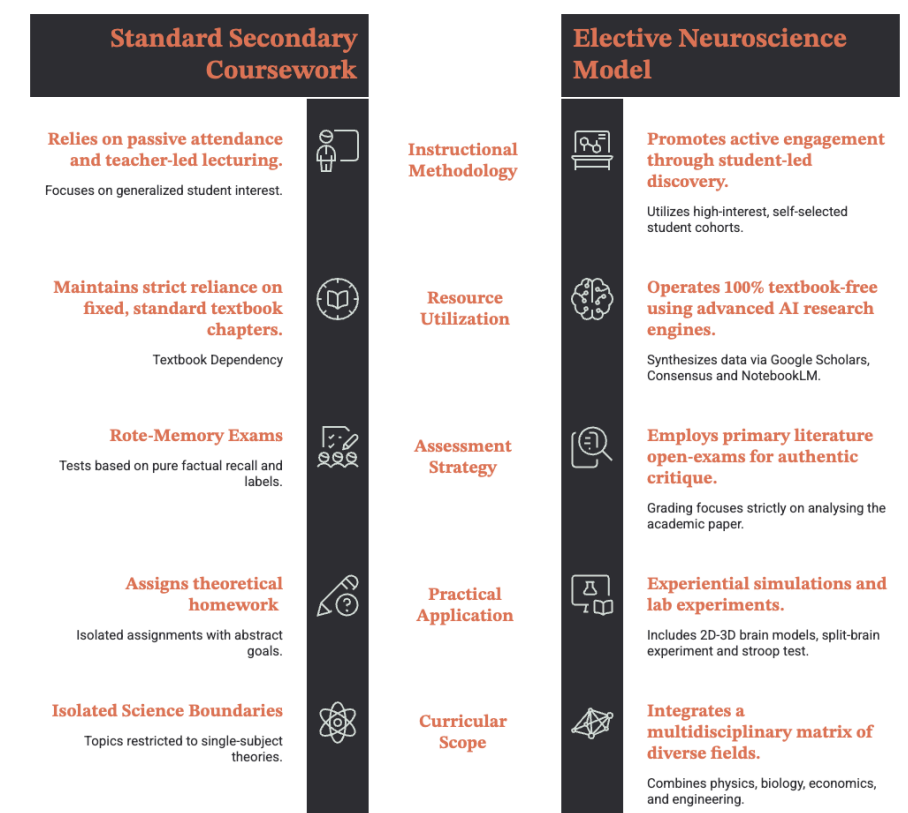 Standard Secondary
Coursework
Elective Neuroscience
Model
Relies on passive attendance
and teacher-led lecturing.
Focuses on generalized student interest.
Instructional
Methodology
Promotes active engagement
through student-led
discovery.
Utilizes high-interest, self-selected
student cohorts.
Maintains strict reliance on
fixed, standard textbook
chapters.
Textbook Dependency
Resource
Utilization
Operates 100% textbook-free
using advanced AI research
engines.
Synthesizes data via Google Scholars,
Consensus and NotebookLM.
Rote-Memory Exams
Tests based on pure factual recall and
labels.
Assessment
Strategy
Employs primary literature
open-exams for authentic
critique.
Grading focuses strictly on analysing the
academic paper.
Assigns theoretical
homework
Isolated assignments with abstract
goals.
Practical
Application
Experiential simulations and
lab experiments.
Includes 2D-3D brain models, split-brain
experiment and stroop test.
Isolated Science Boundaries
Topics restricted to single-subject
theories.
Curricular
Scope
Integrates a
multidisciplinary matrix of
diverse fields.
Combines physics, biology, economics,
and engineering.